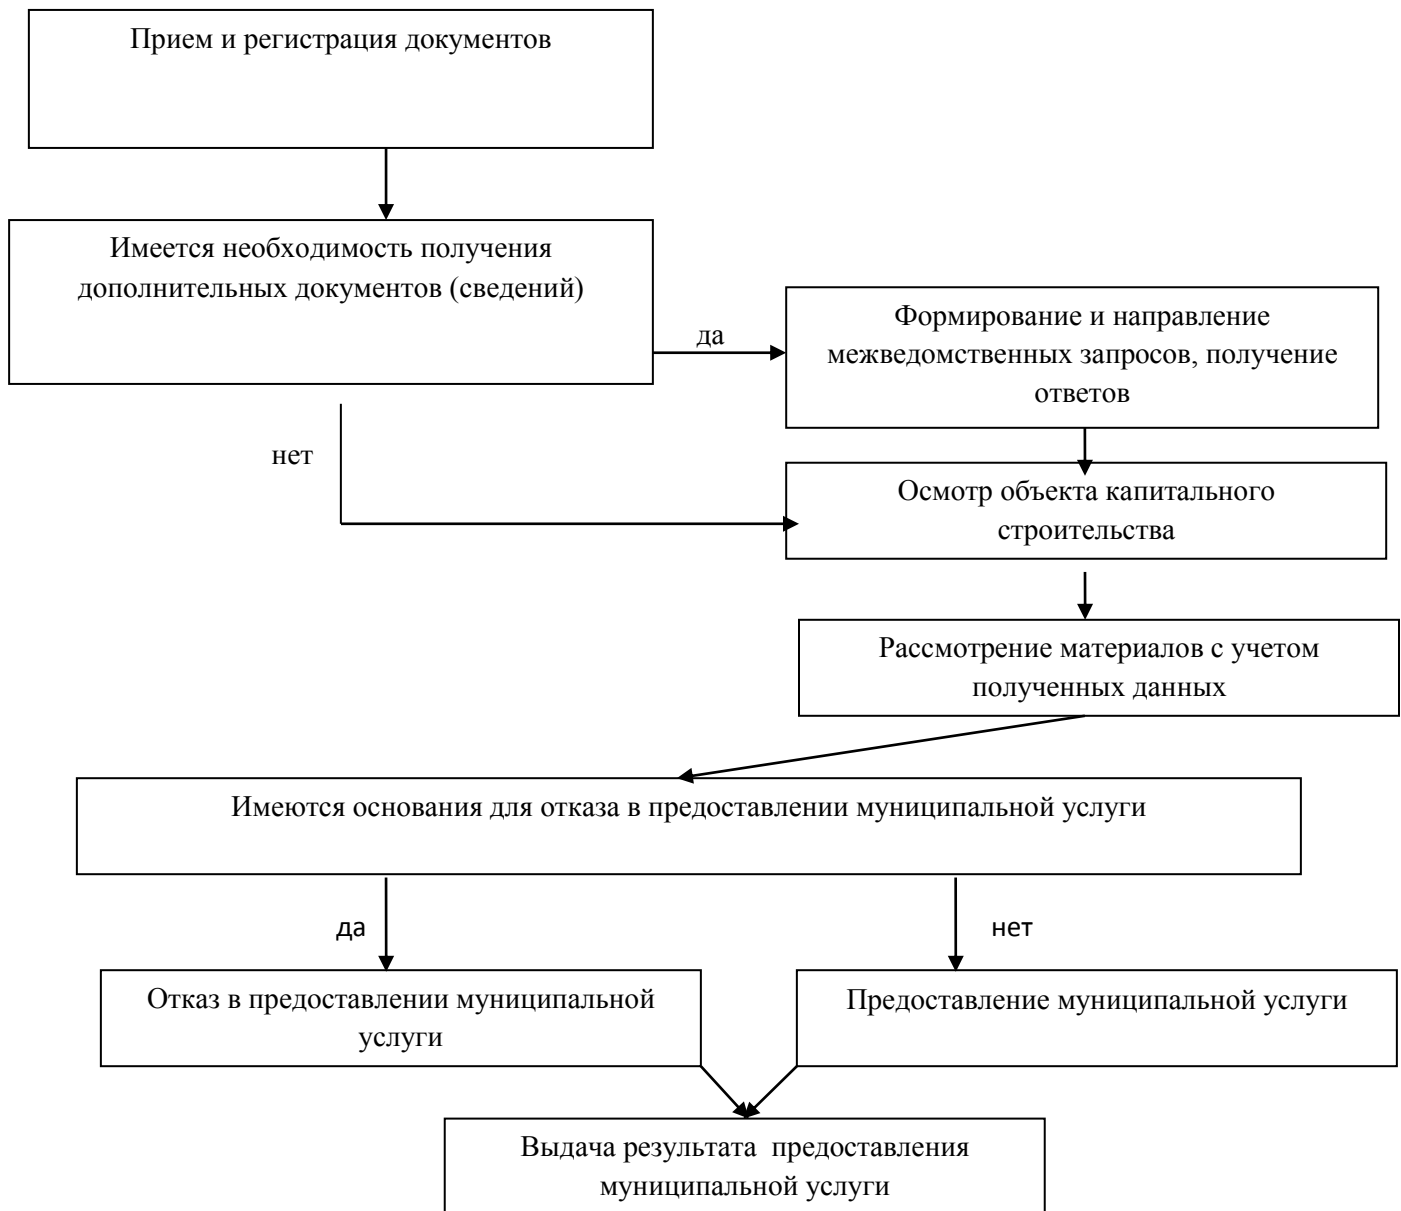 Прием и регистрация документов
Имеется необходимость получения
дополнительных документов (сведений)
да
Формирование и направление
межведомственных запросов, получение
ответов
нет
Осмотр объекта капитального
строительства
Рассмотрение материалов с учетом
полученных данных
Имеются основания для отказа в предоставлении муниципальной услуги
да
нет
Отказ в предоставлении муниципальной
услуги
Предоставление муниципальной услуги
Выдача результата  предоставления
муниципальной услуги